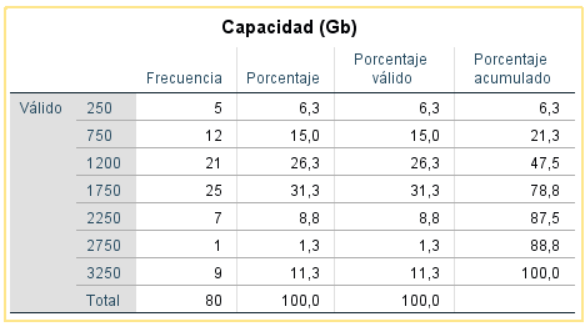 Capacidad (Gb)
Frecuencia Porcentaje Porcentaje válido Porcentaje acumulado
Válido 250 5 6,3 6,3 6,3
750 12 15,0 15,0 21,3
1200 21 26,3 26,3 47,5
1750 25 31,3 31,3 78,8
2250 7 8,8 8,8 87,5
2750 1 1,3 1,3 88,8
3250 9 11,3 11,3 100,0
Total 80 100,0 100,0